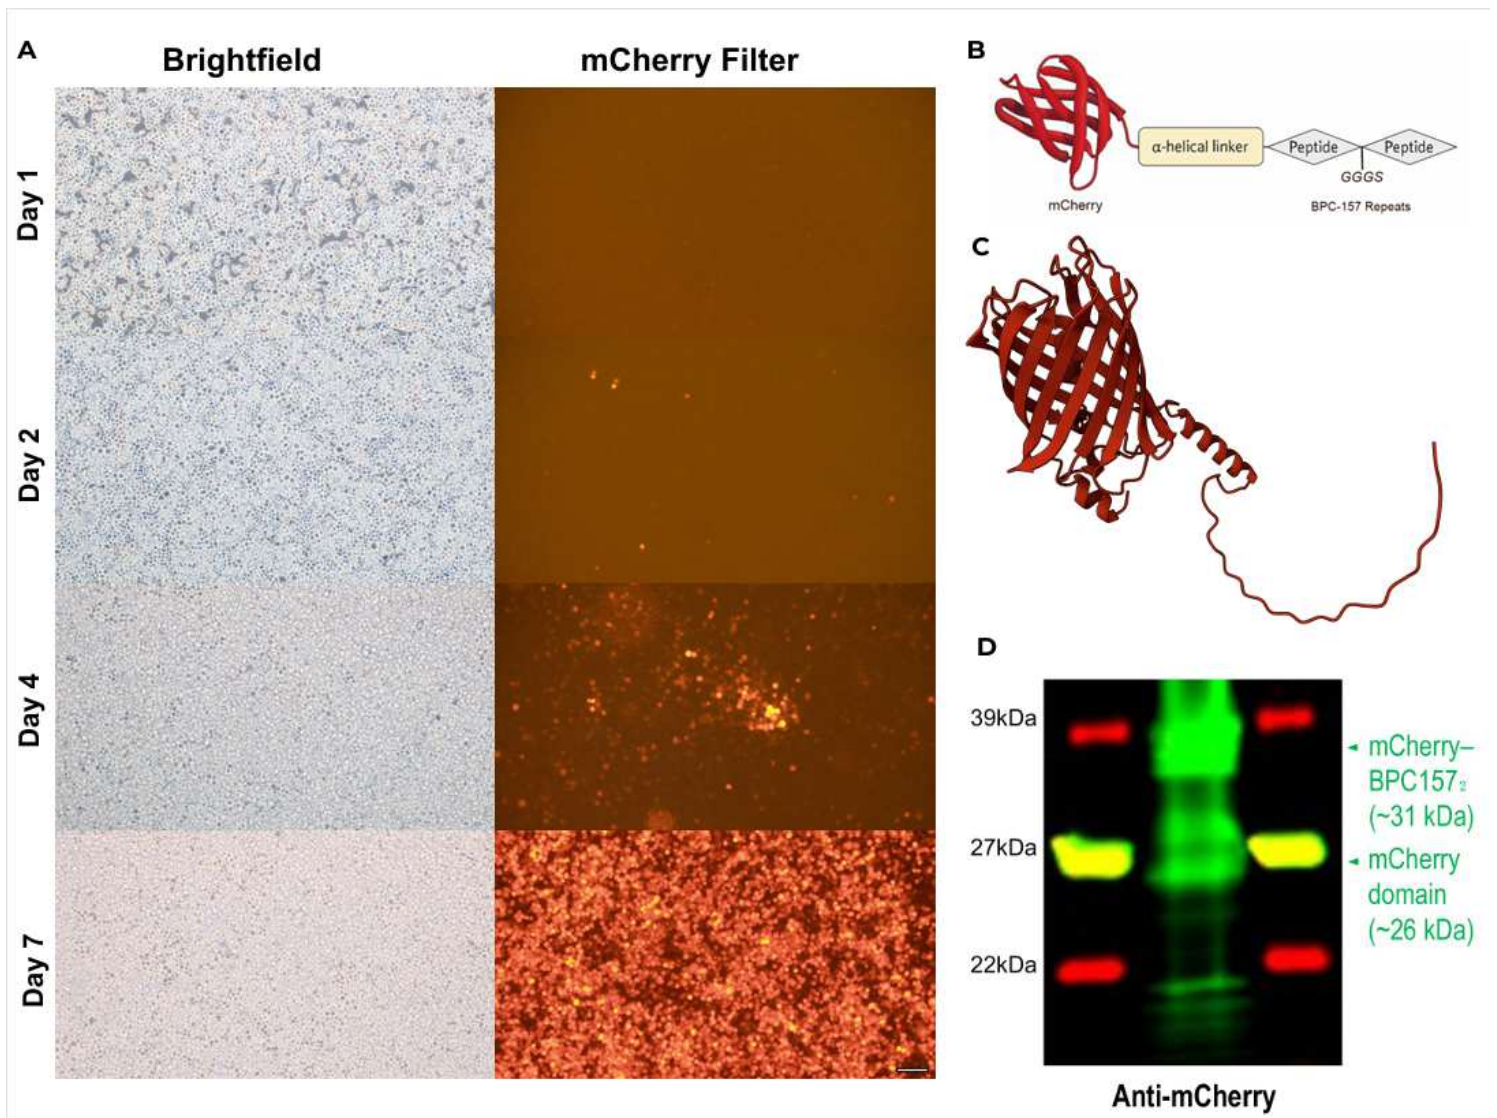 A
Brightfield
mCherry Filter
Day 1
Day 2
Day 4
Day 7
B
α-helical linker
Peptide
Peptide
GGGS
mCherry
BPC-157 Repeats
C
D
39kDa
27kDa
22kDa
mCherry–
BPC157₂
(~31 kDa)
mCherry
domain
(~26 kDa)
Anti-mCherry